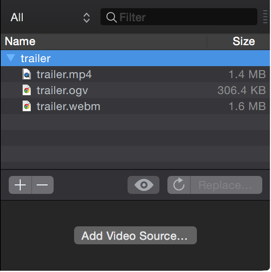 All Filter
Name Size
trailer
trailer.mp4 1.4 MB
trailer.ogv 306.4 KB
trailer.webm 1.6 MB
Replace...
Add Video Source...